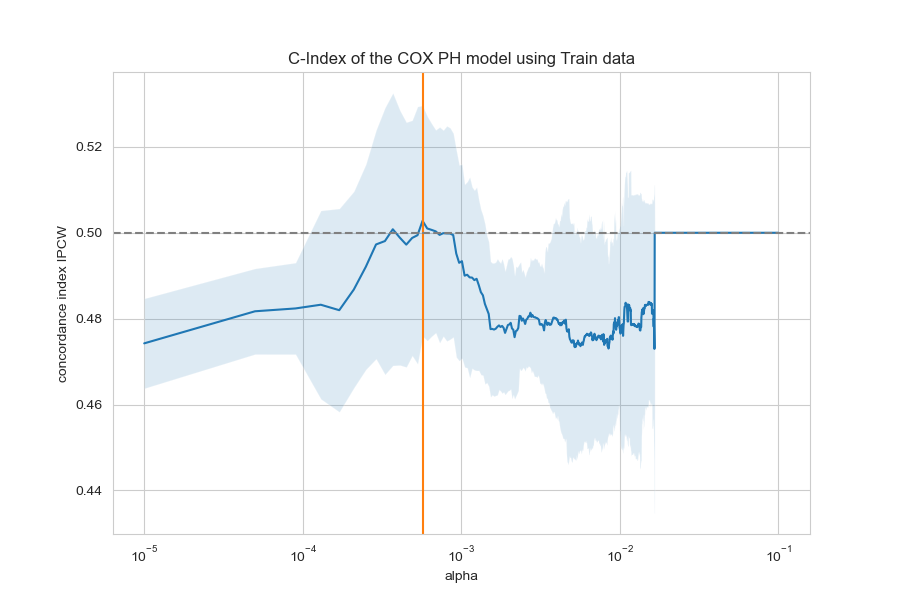 C-Index of the COX PH model using Train data
concordance index IPCW
0.52
0.50
0.48
0.46
0.44
10⁻⁵ 10⁻⁴ 10⁻³ 10⁻² 10⁻¹
alpha